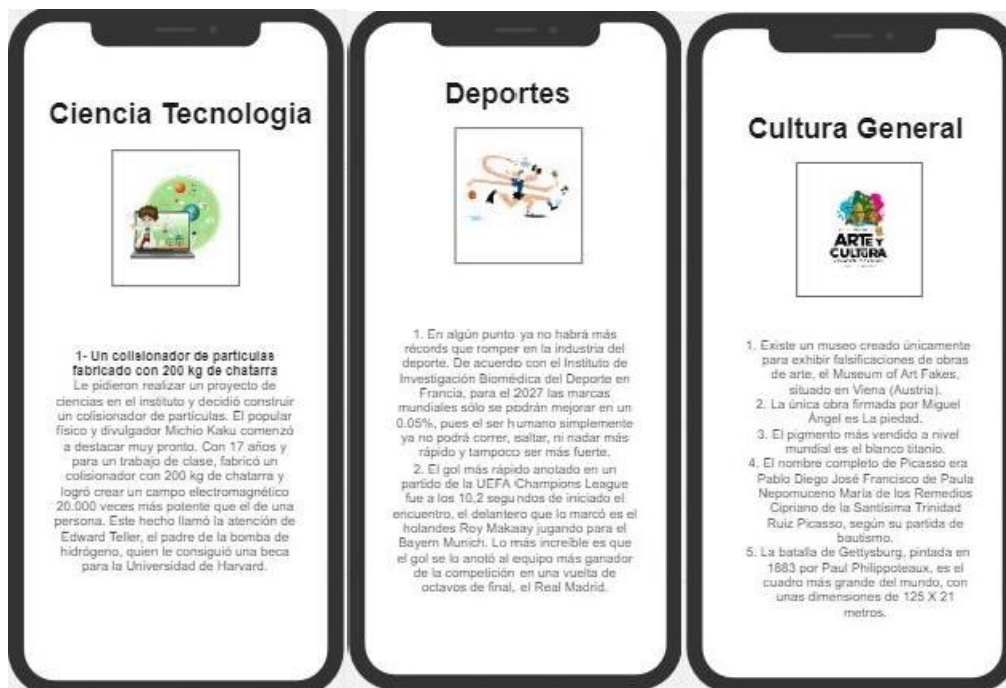 Ciencia Tecnologia
1- Un colisionador de partículas
fabricado con 200 kg de chatarra
Le pidieron realizar un proyecto de
ciencias en el instituto y decidió construir
un colisionador de partículas. El popular
físico y divulgador Michio Kaku comenzó
a destacar muy pronto. Con 17 años y
para un trabajo de clase, fabricó un
colisionador con 200 kg de chatarra y
logró crear un campo electromagnético
20.000 veces más potente que el de una
persona. Este hecho llamó la atención de
Edward Teller, el padre de la bomba de
hidrógeno, quien le consiguió una beca
para la Universidad de Harvard.
Deportes
1. En algún punto ya no habrá más
récords que romper en la industria del
deporte. De acuerdo con el Instituto de
Investigación Biomédica del Deporte en
Francia, para el 2027 las marcas
mundiales sólo se podrán mejorar en un
0.05%, pues el ser humano simplemente
ya no podrá correr, saltar, ni nadar más
rápido y tampoco ser más fuerte.
2. El gol más rápido anotado en un
partido de la UEFA Champions League
fue a los 10,2 segundos de iniciado el
encuentro, el delantero que lo marcó es el
holandes Roy Makaay jugando para el
Bayern Munich. Lo más increíble es que
el gol se lo anotó al equipo más ganador
de la competición en una vuelta de
octavos de final, el Real Madrid.
Cultura General
ARTE Y
CULTURA
1. Existe un museo creado únicamente
para exhibir falsificaciones de obras
de arte, el Museum of Art Fakes,
situado en Viena (Austria).
2. La única obra firmada por Miguel
Ángel es La piedad.
3. El pigmento más vendido a nivel
mundial es el blanco titanio.
4. El nombre completo de Picasso era
Pablo Diego José Francisco de Paula
Nepomuceno María de los Remedios
Cipriano de la Santísima Trinidad
Ruiz Picasso, según su partida de
bautismo.
5. La batalla de Gettysburg, pintada en
1883 por Paul Philippoteaux, es el
cuadro más grande del mundo, con
unas dimensiones de 125 X 21
metros.